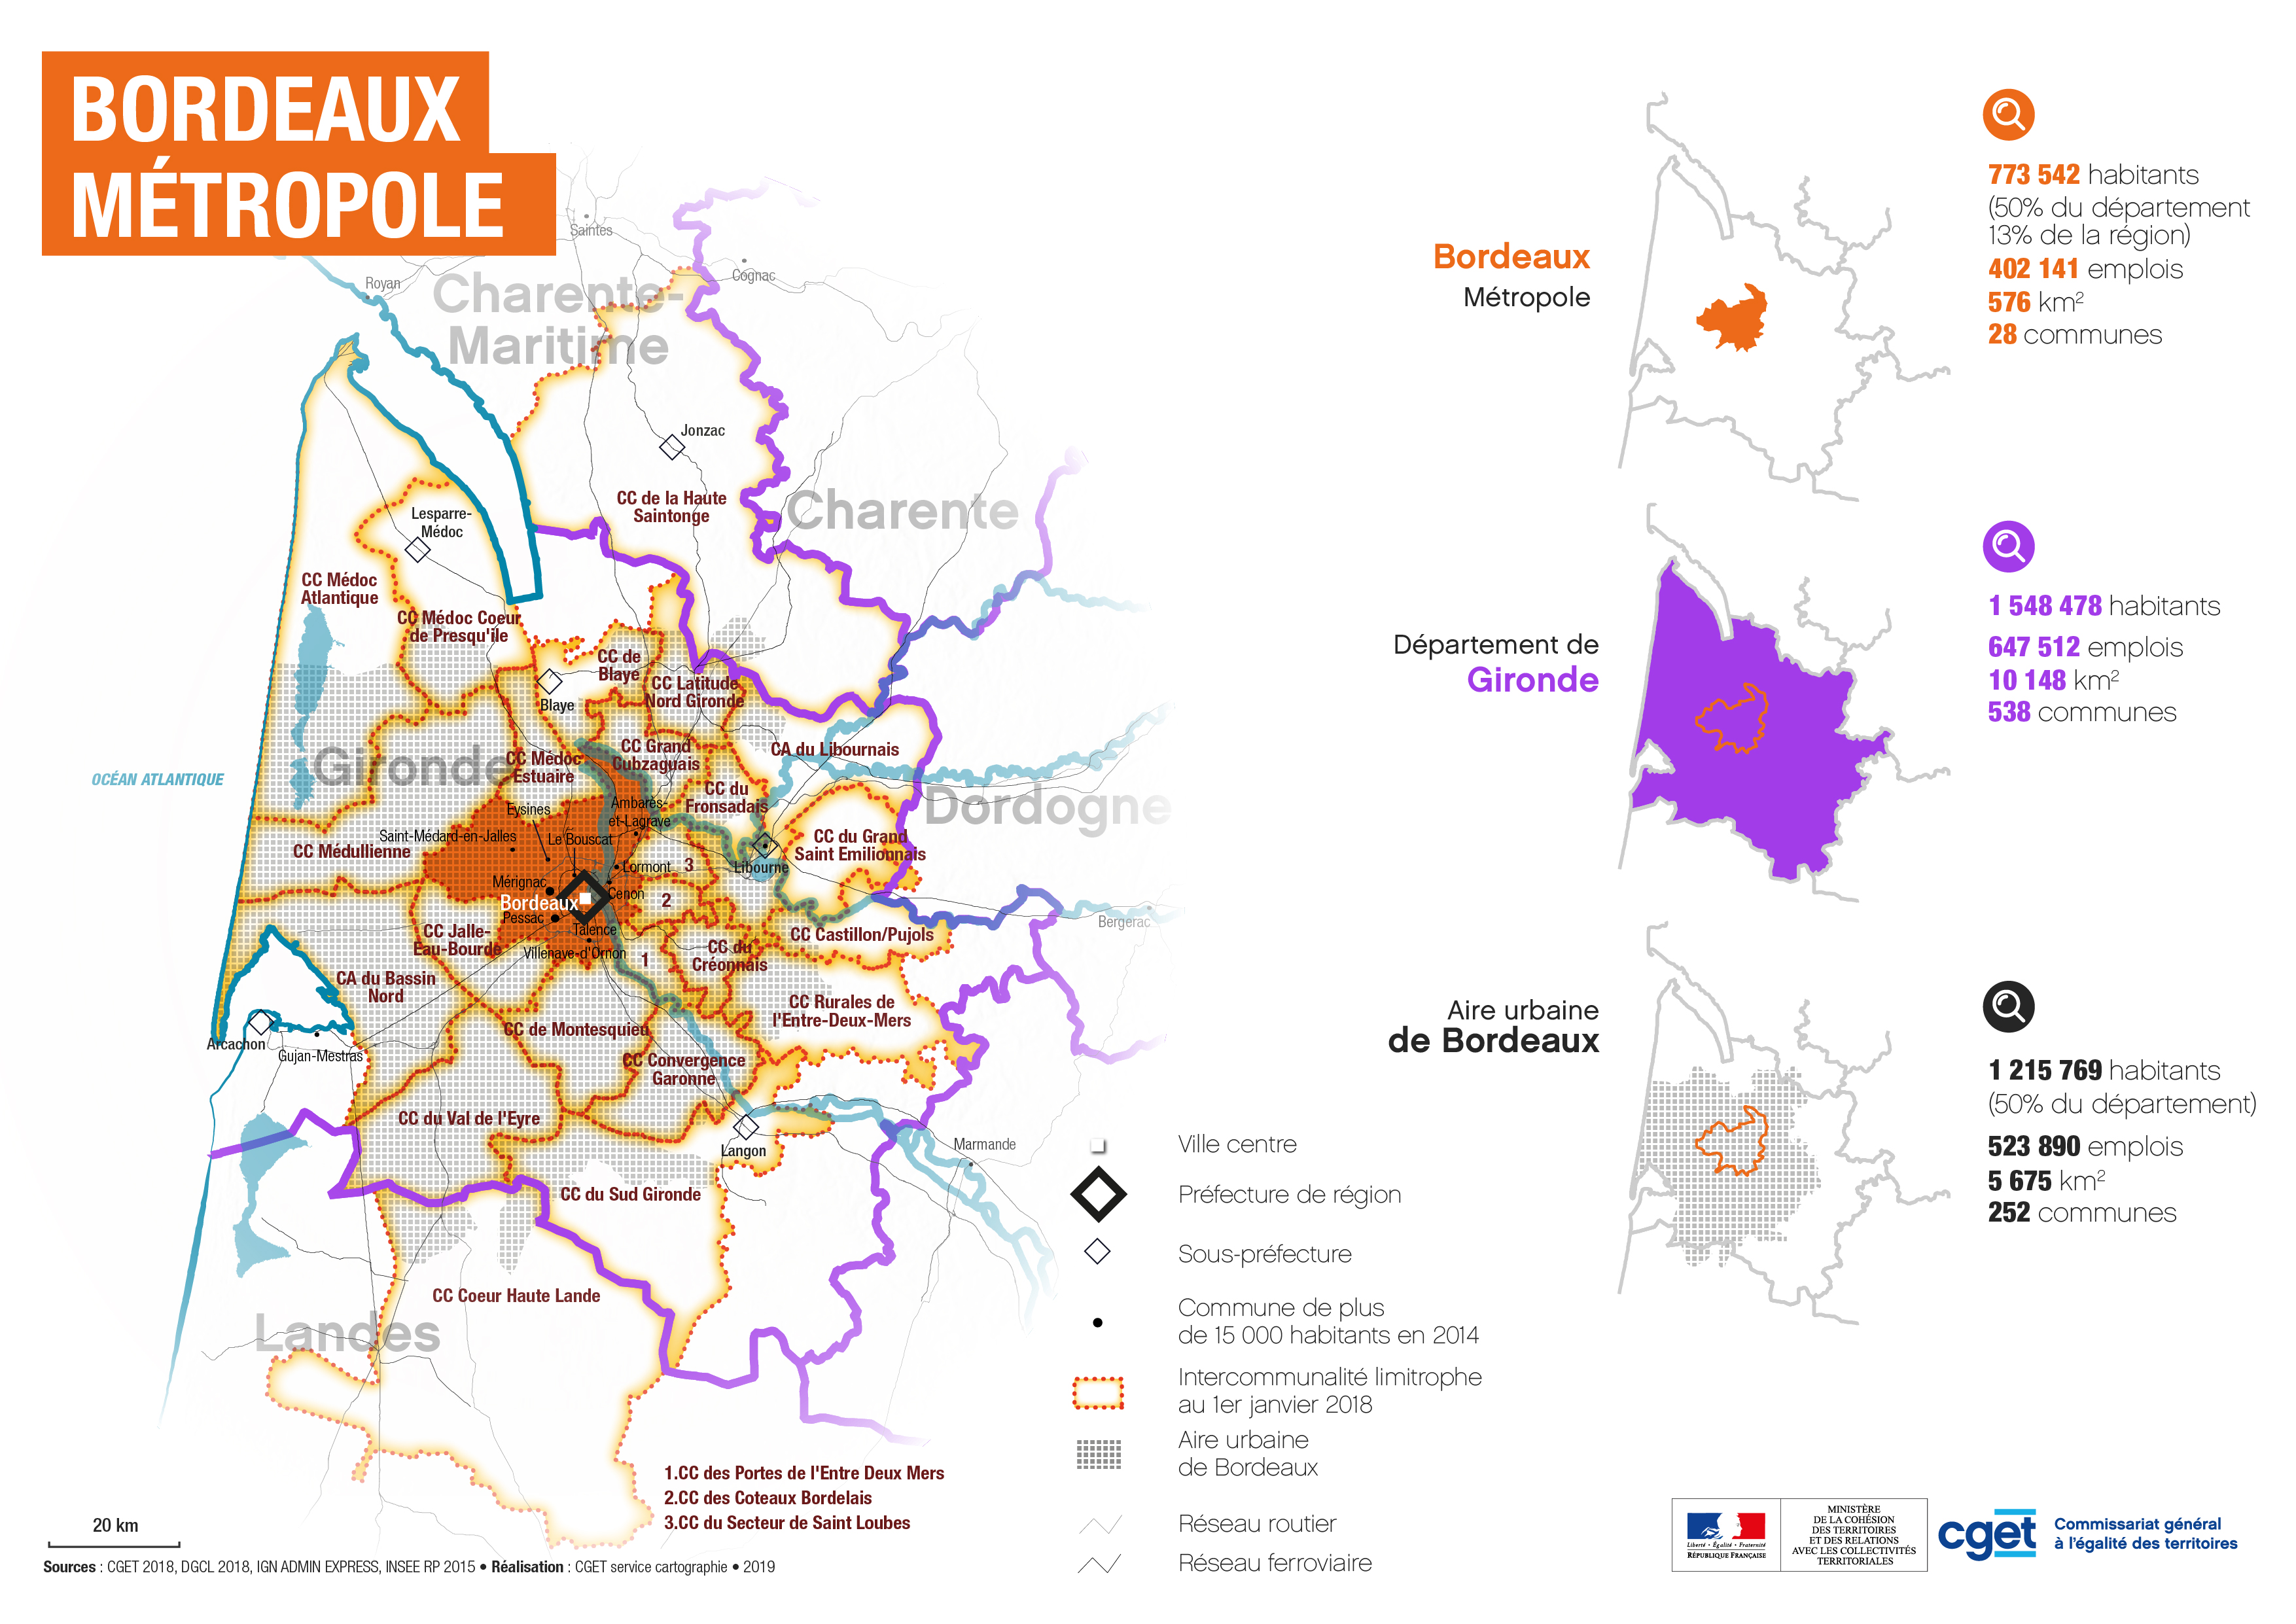 BORDEAUX
MÉTROPOLE
Saintes
Royan
Cognac
Charente-
Maritime
Jonzac
CC de la Haute
Saintonge
Charente
Lesparre-
Médoc
CC Médoc
Atlantique
CC Médoc Coeur
de Presqu'île
CC de
Blaye
CC Latitude
Nord Gironde
Blaye
Gironde
CC Médoc
Estuaire
CC Grand
Cubzaguais
CA du Libournais
OCÉAN ATLANTIQUE
CC du
Fronsadais
Dordogne
Eysines
Ambarès-
et-Lagrave
Saint-Médard-en-Jalles
Le Bouscat
CC du Grand
Saint Emilionnais
CC Médullienne
Lormont
3
Libourne
Mérignac
Cenon
Bordeaux
2
Pessac
Bergerac
Talence
CC Jalle-
Eau-Bourde
Villenave-d'Ornon
1
CC du
Créonnais
CC Castillon/Pujols
CA du Bassin
Nord
CC Rurales de
l'Entre-Deux-Mers
CC de Montesquieu
Arcachon
Gujan-Mestras
CC Convergence
Garonne
CC du Val de l'Eyre
Langon
Marmande
CC du Sud Gironde
CC Coeur Haute Lande
Landes
1.CC des Portes de l'Entre Deux Mers
2.CC des Coteaux Bordelais
3.CC du Secteur de Saint Loubes
20 km
Sources : CGET 2018, DGCL 2018, IGN ADMIN EXPRESS, INSEE RP 2015 • Réalisation : CGET service cartographie • 2019
Ville centre
Préfecture de région
Sous-préfecture
Commune de plus
de 15 000 habitants en 2014
Intercommunalité limitrophe
au 1er janvier 2018
Aire urbaine
de Bordeaux
Réseau routier
Réseau ferroviaire
Bordeaux
Métropole
773 542 habitants
(50% du département
13% de la région)
402 141 emplois
576 km²
28 communes
Département de
Gironde
1 548 478 habitants
647 512 emplois
10 148 km²
538 communes
Aire urbaine
de Bordeaux
1 215 769 habitants
(50% du département)
523 890 emplois
5 675 km²
252 communes
Liberté • Égalité • Fraternité
RÉPUBLIQUE FRANÇAISE
MINISTÈRE
DE LA COHÉSION
DES TERRITOIRES
ET DES RELATIONS
AVEC LES COLLECTIVITÉS
TERRITORIALES
cget
Commissariat général
à l'égalité des territoires